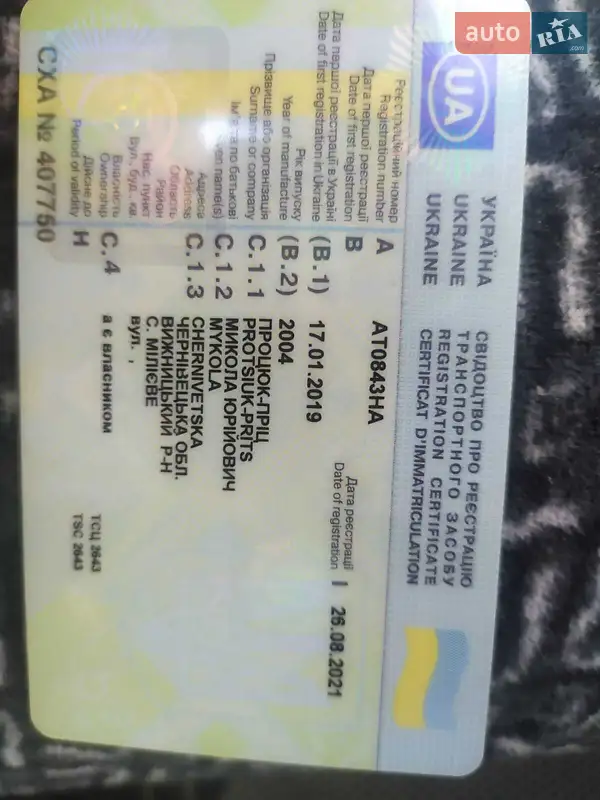 auto RIA .com
UA
УКРАЇНА
UKRAINE
UKRAINE
СВІДОЦТВО ПРО РЕЄСТРАЦІЮ
ТРАНСПОРТНОГО ЗАСОБУ
REGISTRATION CERTIFICATE
CERTIFICAT D'IMMATRICULATION
Реєстраційний номер
Registration number A AT0843HA
Дата першої реєстрації
Date of first registration B
Дата реєстрації
Date of registration I 26.08.2021
Дата першої реєстрації в Україні
Date of first registration in Ukraine (B.1) 17.01.2019
Рік випуску
Year of manufacture (B.2) 2004
Прізвище або організація C.1.1 ПРОЦЮК-ПРІЦ
Surname or company PROTSIUK-PRITS
Ім'я та по батькові C.1.2 МИКОЛА ЮРІЙОВИЧ
Given name(s) MYKOLA
Адреса C.1.3 CHERNIVETSKA
Address
Область ЧЕРНІВЕЦЬКА ОБЛ.
Район ВИЖНИЦЬКИЙ Р-Н
Нас. пункт С. МІЛІЄВЕ
Вул., буд., кв. вул. ,
Власність C.4 а є власником
Ownership
Дійсне до H
Period of validity
ТСЦ 2643
TSC 2643
СХА № 407750